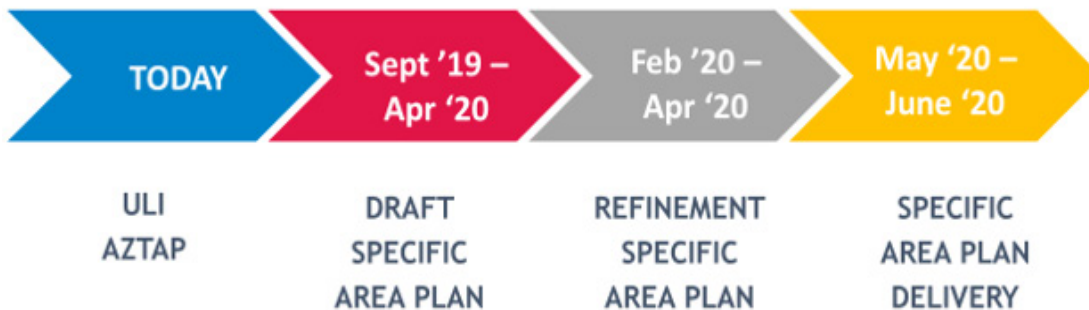 TODAY
Sept ’19 –
Apr ‘20
Feb ’20 –
Apr ‘20
May ’20 –
June ‘20
ULI
AZTAP
DRAFT
SPECIFIC
AREA PLAN
REFINEMENT
SPECIFIC
AREA PLAN
SPECIFIC
AREA PLAN
DELIVERY